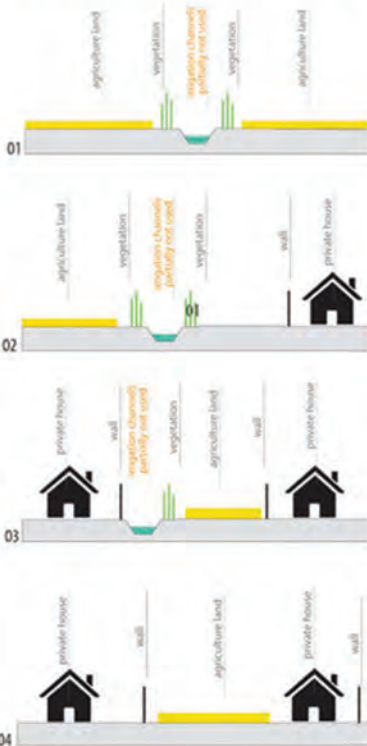 agriculture land
vegetation
irrigation channels
partially not used
vegetation
agriculture land
01
agriculture land
vegetation
irrigation channels
partially not used
vegetation
wall
private house
01
02
private house
wall
irrigation channels
partially not used
vegetation
agriculture land
wall
private house
03
private house
wall
agriculture land
private house
wall
04